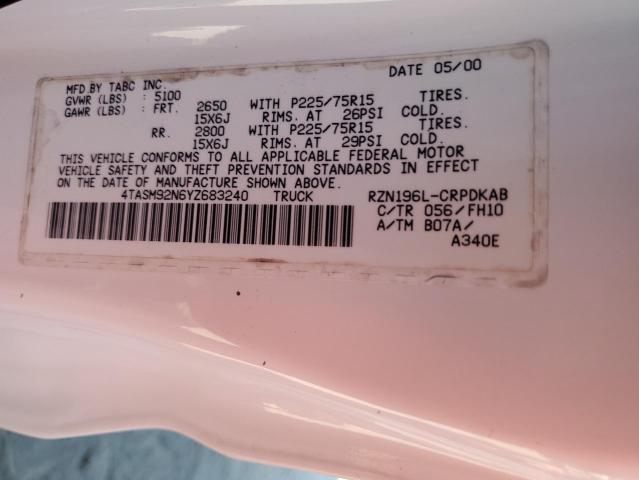 MFD.BY TABC INC. DATE 05/00
GVWR (LBS) : 5100
GAWR (LBS) : FRT. 2650 WITH P225/75R15 TIRES.
15X6J RIMS. AT 26PSI COLD.
RR. 2800 WITH P225/75R15 TIRES.
15X6J RIMS. AT 29PSI COLD.
THIS VEHICLE CONFORMS TO ALL APPLICABLE FEDERAL MOTOR
VEHICLE SAFETY AND THEFT PREVENTION STANDARDS IN EFFECT
ON THE DATE OF MANUFACTURE SHOWN ABOVE.
4TASM92N6YZ683240 TRUCK RZN196L-CRPDKAB
C/TR 056/FH10
A/TM B07A/
A340E